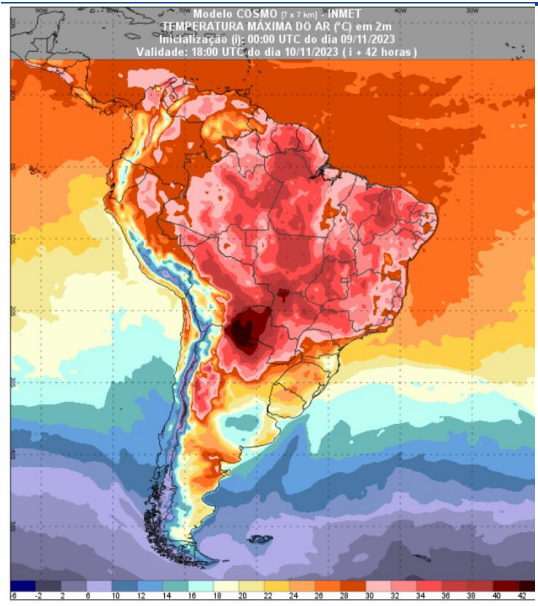 Modelo COSMO [7 x 7 km] - INMET
TEMPERATURA MÁXIMA DO AR (°C) em 2m
Inicialização (i): 00:00 UTC do dia 09/11/2023
Validade: 18:00 UTC do dia 10/11/2023 ( i + 42 horas )
-6 -2 2 6 10 12 14 16 18 20 22 24 26 28 30 32 34 36 38 40 42